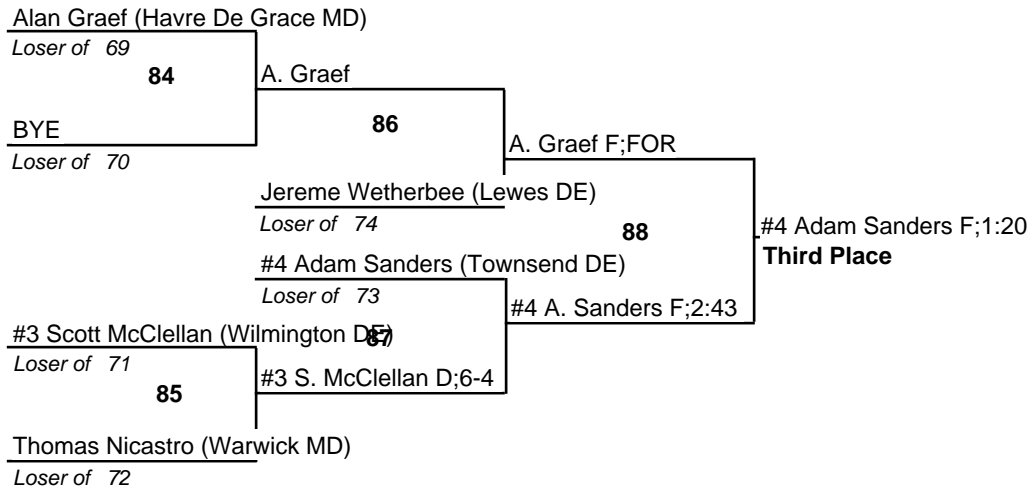 Alan Graef (Havre De Grace MD)
Loser of 69
84
A. Graef
BYE
Loser of 70
86
A. Graef F;FOR
Jereme Wetherbee (Lewes DE)
Loser of 74
88
#4 Adam Sanders F;1:20
Third Place
#4 Adam Sanders (Townsend DE)
Loser of 73
#4 A. Sanders F;2:43
#3 Scott McClellan (Wilmington DE)
87
Loser of 71
85
#3 S. McClellan D;6-4
Thomas Nicastro (Warwick MD)
Loser of 72